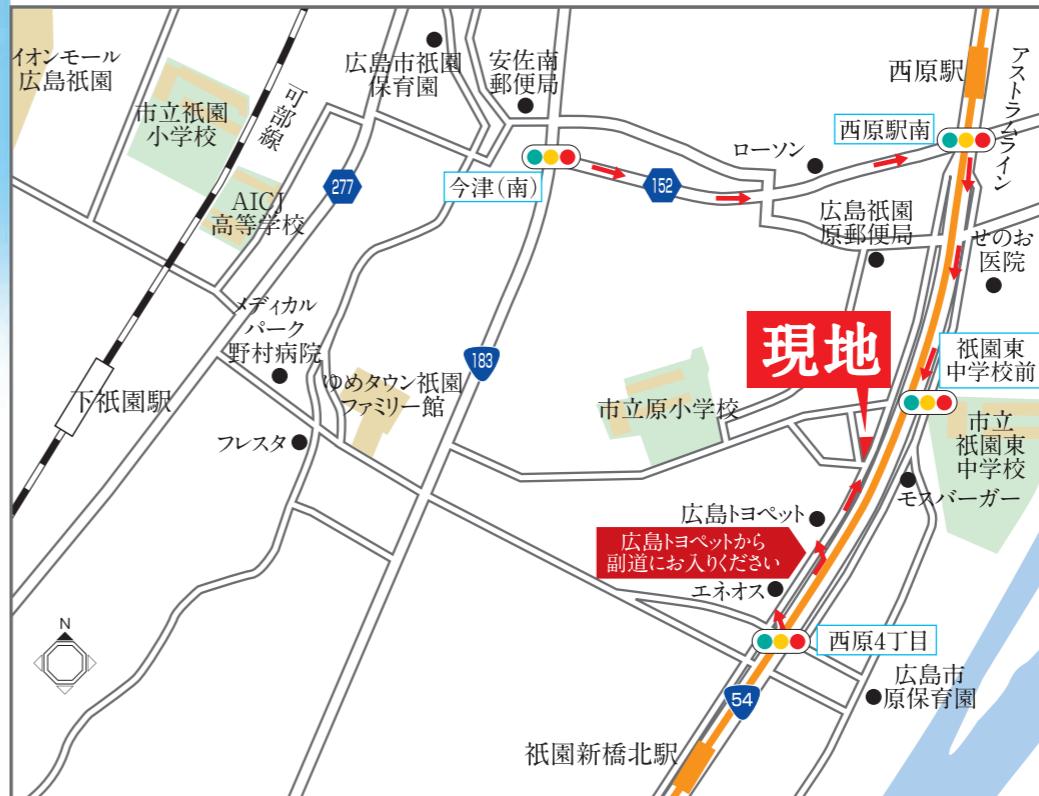 イオンモール
広島祇園
市立祇園
小学校
可部線
広島市祇園
保育園
安佐南
郵便局
西原駅
アストラムライン
西原駅南
ローソン
今津（南）
152
277
AICJ
高等学校
広島祇園
原郵便局
せのお
医院
メディカル
パーク
野村病院
183
現地
祇園東
中学校前
下祇園駅
ゆめタウン祇園
ファミリー館
市立原小学校
市立
祇園東
中学校
フレスタ
モスバーガー
広島トヨペット
広島トヨペットから
副道にお入りください
エネオス
N
西原4丁目
広島市
原保育園
54
祇園新橋北駅